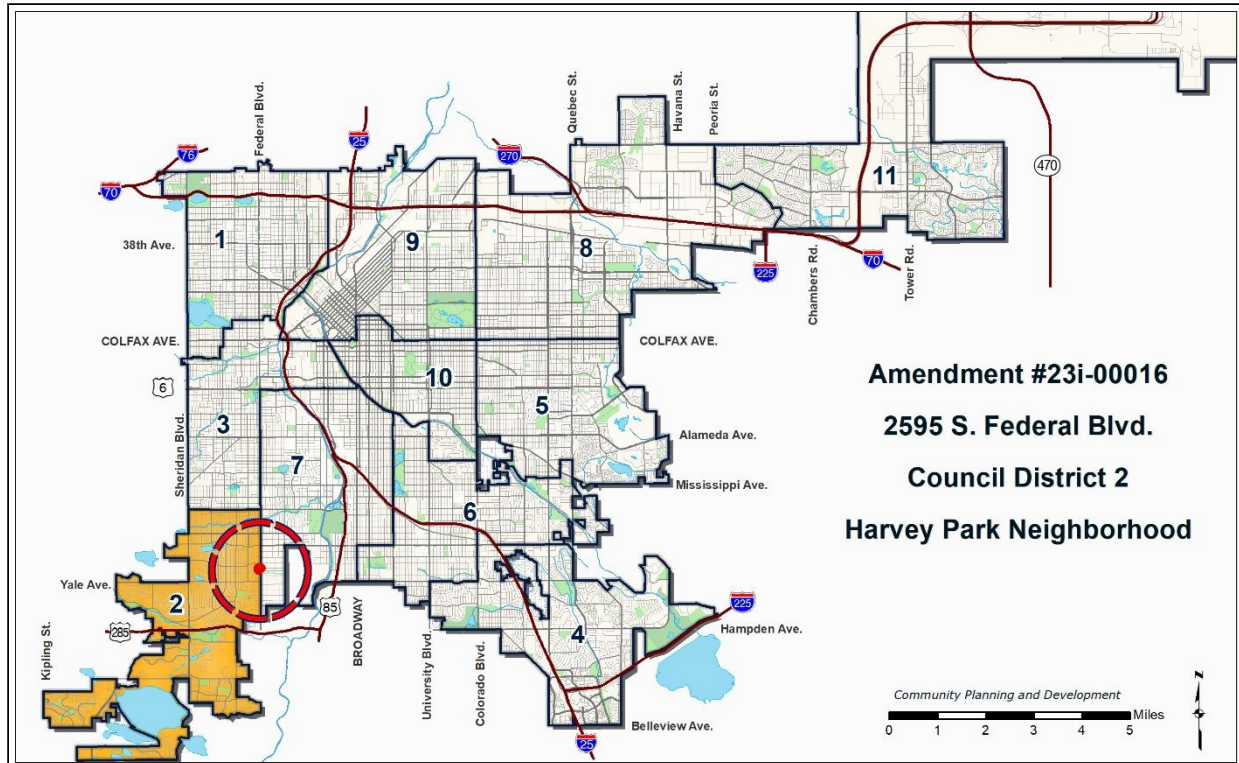 Federal Blvd.
25
Quebec St.
Havana St.
Peoria St.
76
270
70
470
11
1
9
8
38th Ave.
225
70
Chambers Rd.
Tower Rd.
COLFAX AVE.
COLFAX AVE.
6
10
5
3
Sheridan Blvd.
Alameda Ave.
7
Mississippi Ave.
6
Amendment #23i-00016
2595 S. Federal Blvd.
Council District 2
Harvey Park Neighborhood
Yale Ave.
2
85
285
225
Hampden Ave.
4
Kipling St.
BROADWAY
University Blvd.
Colorado Blvd.
Belleview Ave.
25
Community Planning and Development
Miles
0 1 2 3 4 5
N